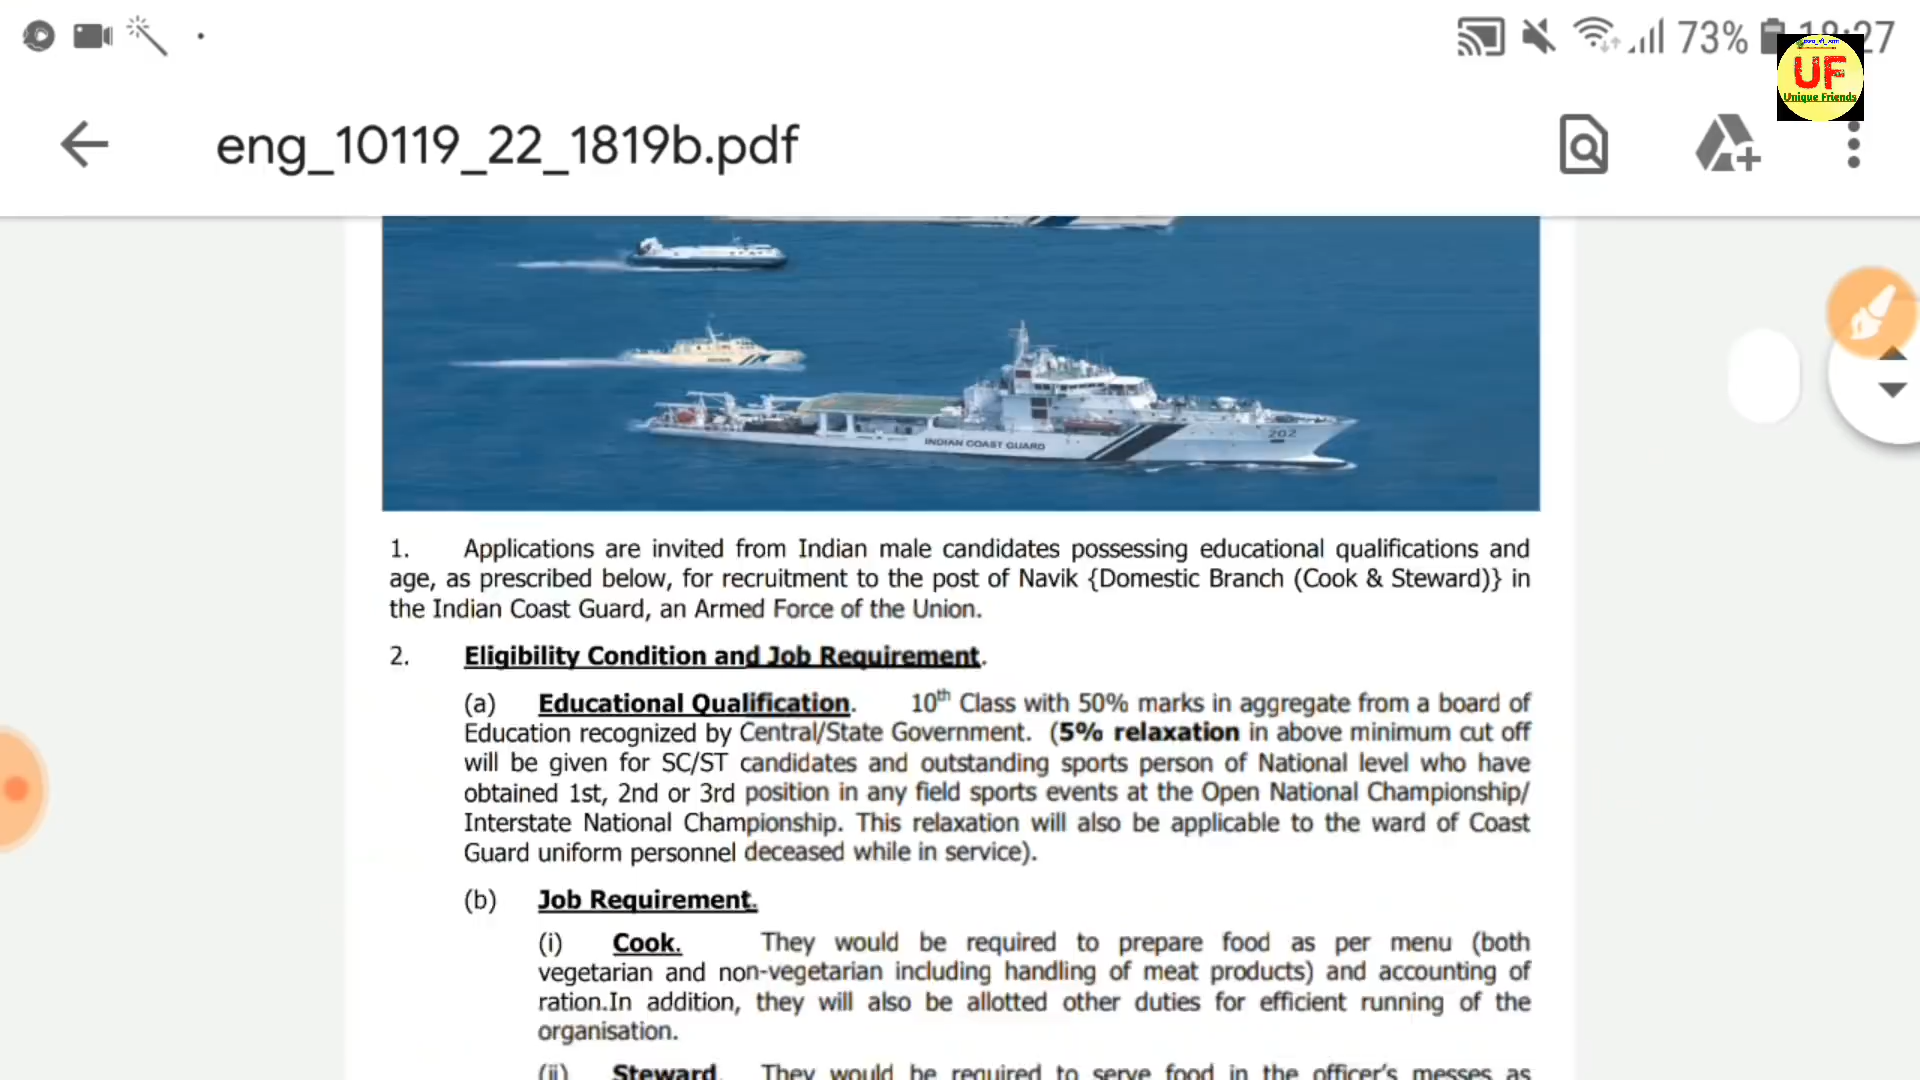 73%
UF
Unique Friends
eng_10119_22_1819b.pdf
INDIAN COAST GUARD
202
1. Applications are invited from Indian male candidates possessing educational qualifications and
age, as prescribed below, for recruitment to the post of Navik {Domestic Branch (Cook & Steward)} in
the Indian Coast Guard, an Armed Force of the Union.
2. Eligibility Condition and Job Requirement.
(a) Educational Qualification. 10th Class with 50% marks in aggregate from a board of
Education recognized by Central/State Government. (5% relaxation in above minimum cut off
will be given for SC/ST candidates and outstanding sports person of National level who have
obtained 1st, 2nd or 3rd position in any field sports events at the Open National Championship/
Interstate National Championship. This relaxation will also be applicable to the ward of Coast
Guard uniform personnel deceased while in service).
(b) Job Requirement.
(i) Cook. They would be required to prepare food as per menu (both
vegetarian and non-vegetarian including handling of meat products) and accounting of
ration.In addition, they will also be allotted other duties for efficient running of the
organisation.
(ii) Steward. They would be required to serve food in the officer's messes as